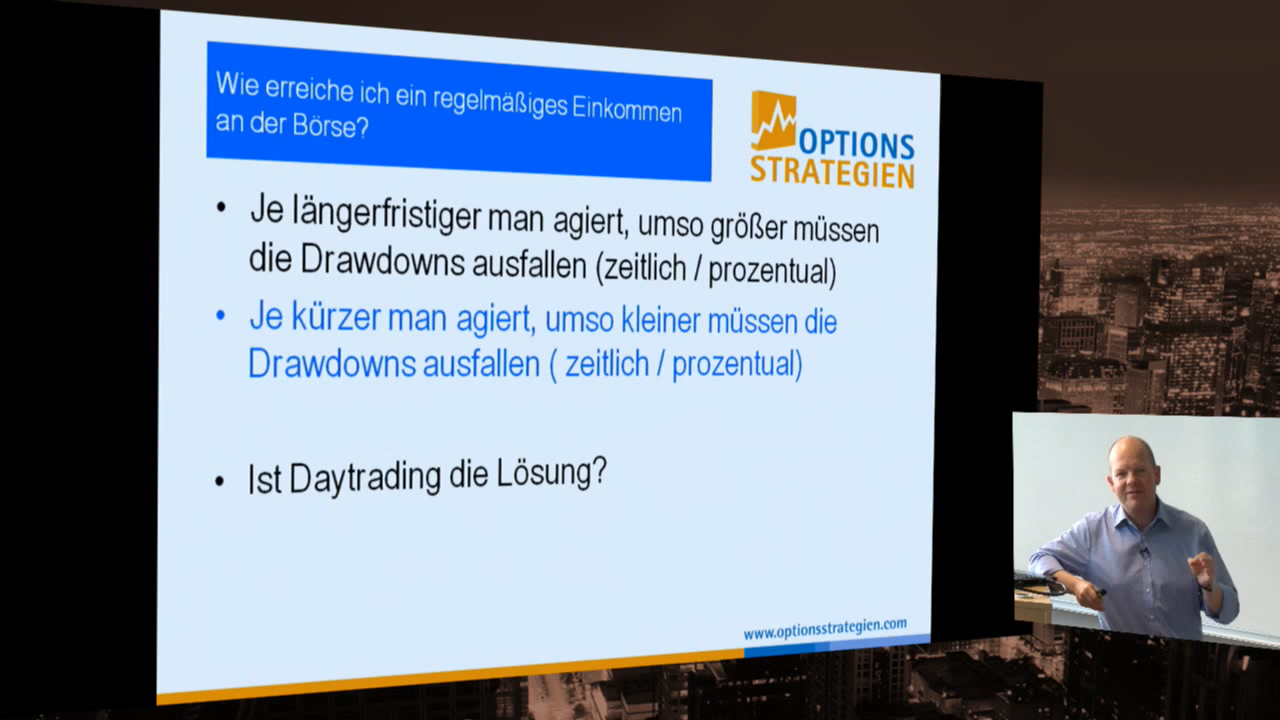 Wie erreiche ich ein regelmäßiges Einkommen
an der Börse?
OPTIONS
STRATEGIEN
• Je längerfristiger man agiert, umso größer müssen
die Drawdowns ausfallen (zeitlich / prozentual)
• Je kürzer man agiert, umso kleiner müssen die
Drawdowns ausfallen ( zeitlich / prozentual)
• Ist Daytrading die Lösung?
www.optionsstrategien.com